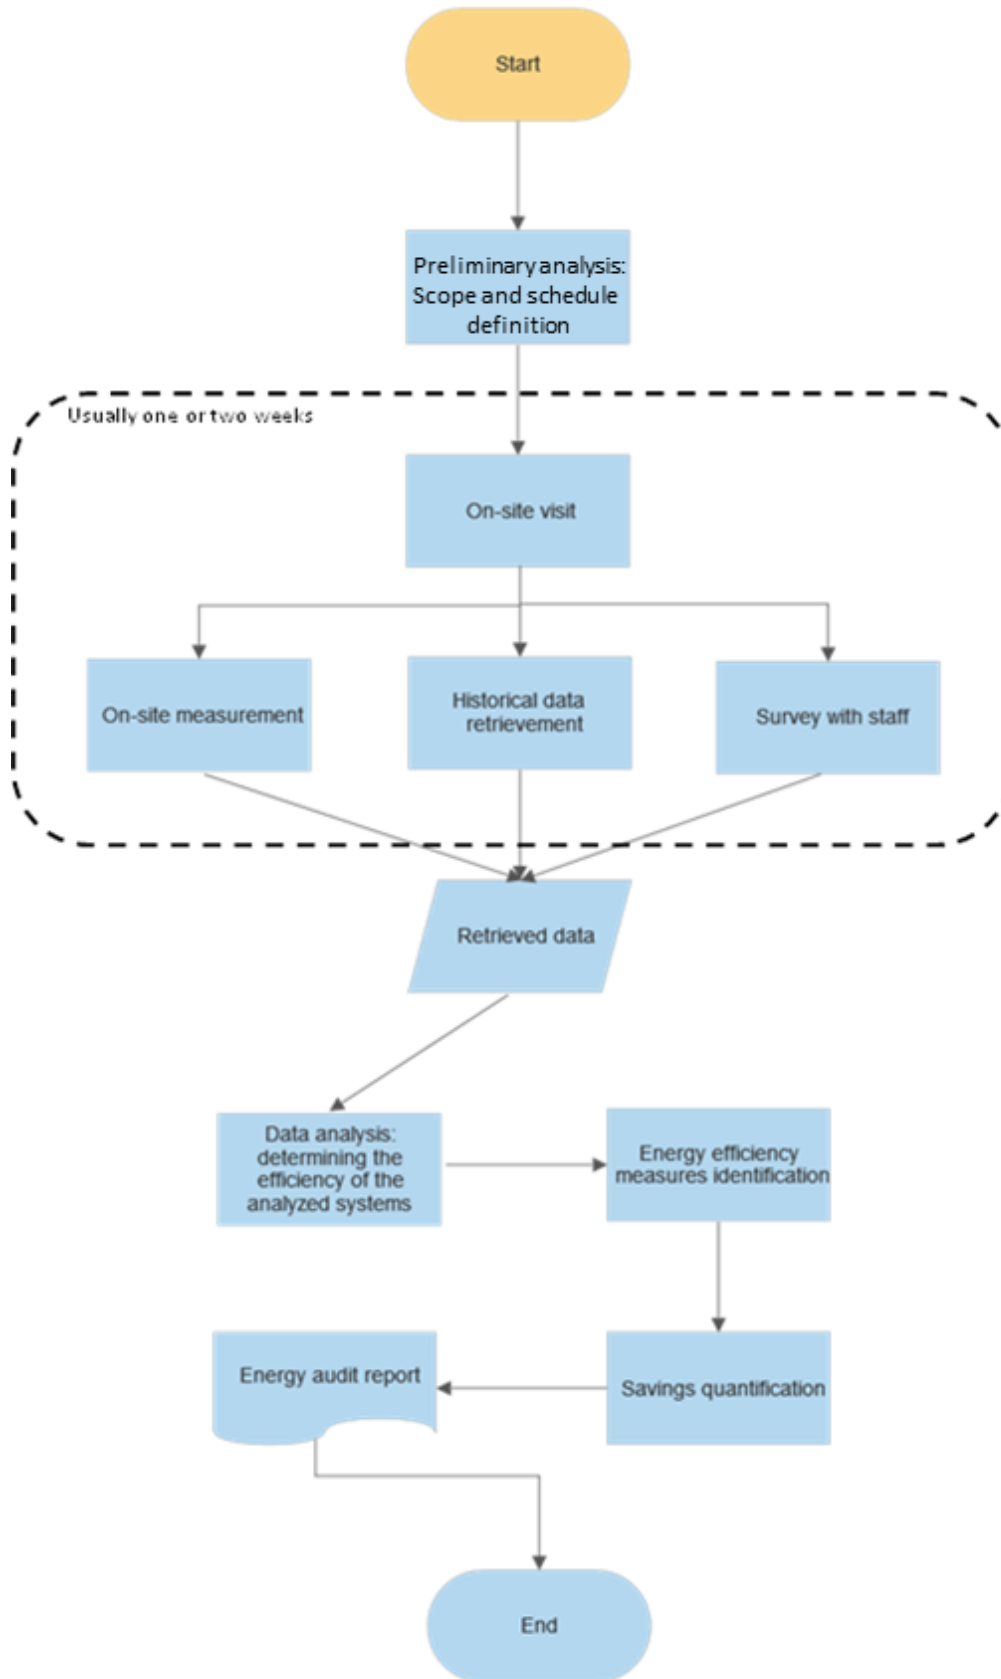 Start
Preliminary analysis:
Scope and schedule
definition
Usually one or two weeks
On-site visit
On-site measurement
Historical data
retrievement
Survey with staff
Retrieved data
Data analysis:
determining the
efficiency of the
analyzed systems
Energy efficiency
measures identification
Energy audit report
Savings quantification
End